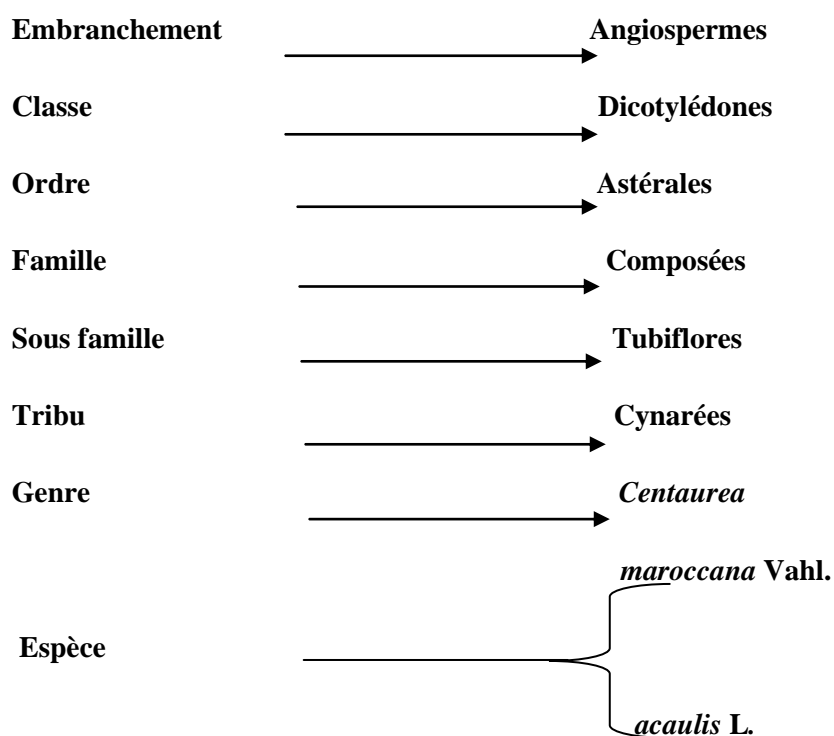 Embranchement Angiospermes
Classe Dicotylédones
Ordre Astérales
Famille Composées
Sous famille Tubiflores
Tribu Cynarées
Genre Centaurea
maroccana Vahl.
Espèce
acaulis L.